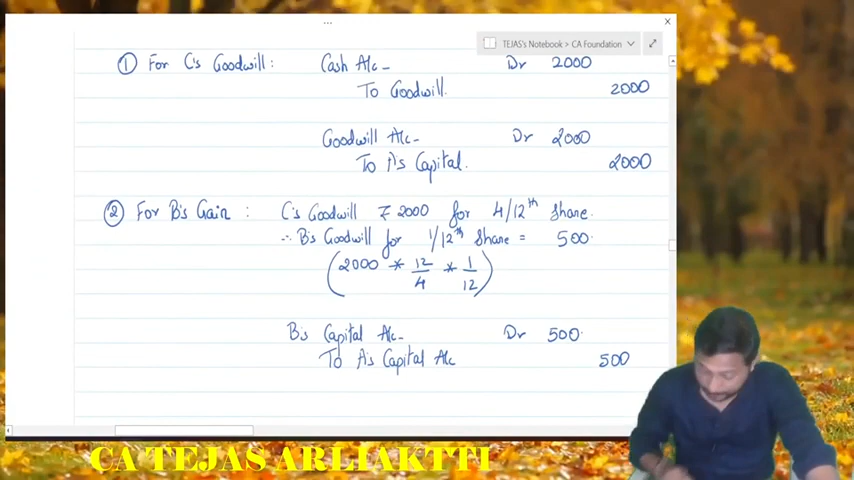 TEJAS's Notebook > CA Foundation
① For C's Goodwill : Cash A/c - Dr 2000
To Goodwill. 2000
Goodwill A/c - Dr 2000
To A's Capital. 2000
② For B's Gain : C's Goodwill ₹ 2000 for 4/12th share.
∴ B's Goodwill for 1/12th share = 500.
(2000 * 12/4 * 1/12)
B's Capital A/c - Dr 500.
To A's Capital A/c 500
CA TEJAS ARLIAKTTI